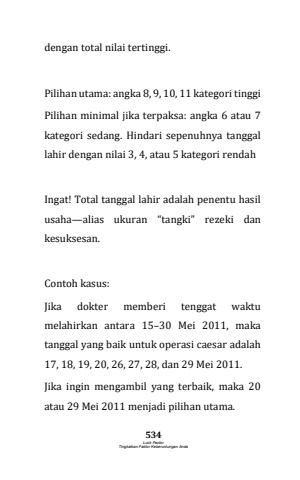 dengan total nilai tertinggi.
Pilihan utama: angka 8, 9, 10, 11 kategori tinggi
Pilihan minimal jika terpaksa: angka 6 atau 7
kategori sedang. Hindari sepenuhnya tanggal
lahir dengan nilai 3, 4, atau 5 kategori rendah
Ingat! Total tanggal lahir adalah penentu hasil
usaha—alias ukuran “tangki” rezeki dan
kesuksesan.
Contoh kasus:
Jika dokter memberi tenggat waktu
melahirkan antara 15–30 Mei 2011, maka
tanggal yang baik untuk operasi caesar adalah
17, 18, 19, 20, 26, 27, 28, dan 29 Mei 2011.
Jika ingin mengambil yang terbaik, maka 20
atau 29 Mei 2011 menjadi pilihan utama.
534
Luck Factor
Tingkatkan Faktor Keberuntungan Anda